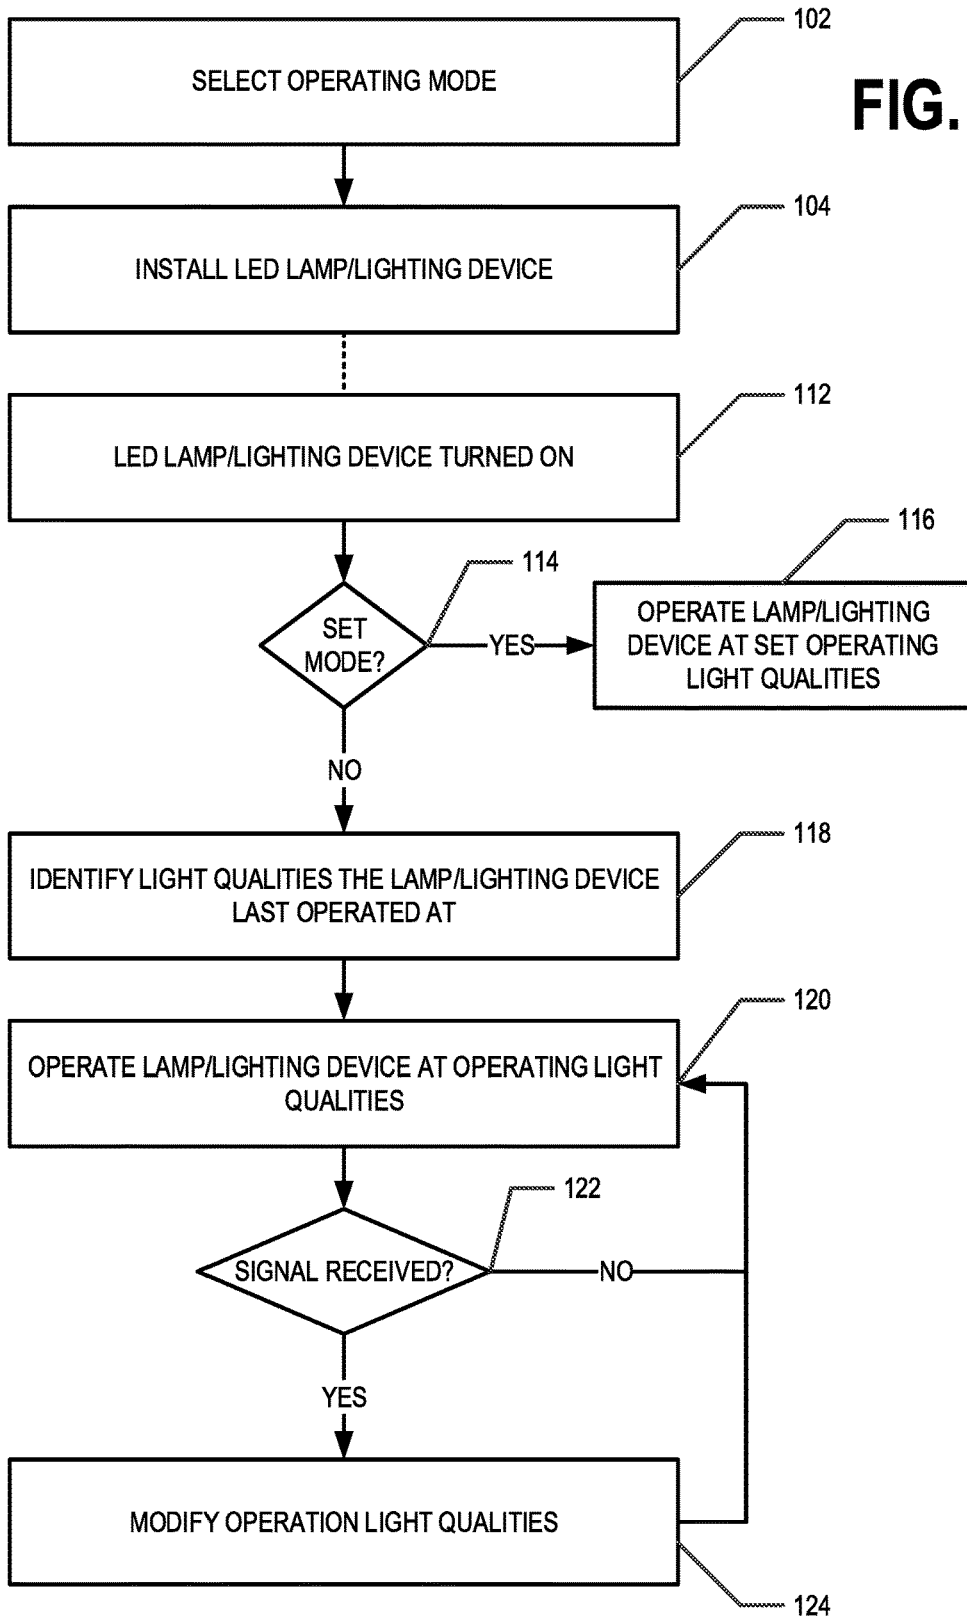 102
SELECT OPERATING MODE
FIG.
104
INSTALL LED LAMP/LIGHTING DEVICE
112
LED LAMP/LIGHTING DEVICE TURNED ON
116
114
OPERATE LAMP/LIGHTING
DEVICE AT SET OPERATING
LIGHT QUALITIES
SET
MODE?
YES
NO
118
IDENTIFY LIGHT QUALITIES THE LAMP/LIGHTING DEVICE
LAST OPERATED AT
120
OPERATE LAMP/LIGHTING DEVICE AT OPERATING LIGHT
QUALITIES
122
SIGNAL RECEIVED?
NO
YES
MODIFY OPERATION LIGHT QUALITIES
124